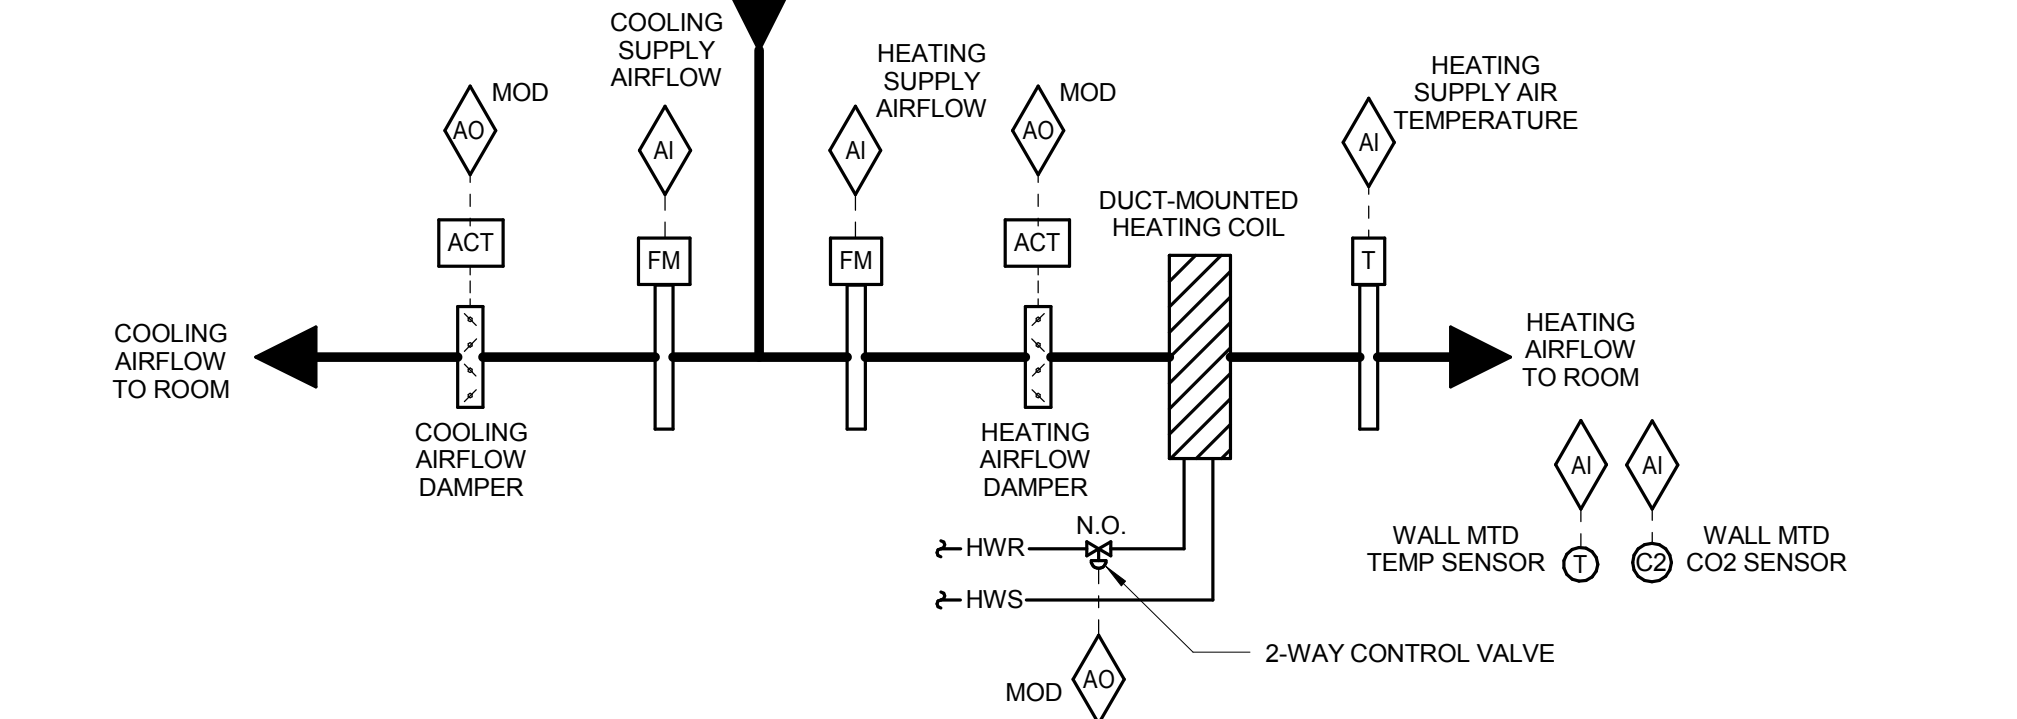 COOLING
SUPPLY
AIRFLOW
HEATING
SUPPLY
AIRFLOW
HEATING
SUPPLY AIR
TEMPERATURE
MOD
MOD
AO
AI
AI
AO
AI
DUCT-MOUNTED
HEATING COIL
ACT
FM
FM
ACT
T
COOLING
AIRFLOW
TO ROOM
HEATING
AIRFLOW
TO ROOM
COOLING
AIRFLOW
DAMPER
HEATING
AIRFLOW
DAMPER
AI
AI
N.O.
HWR
HWS
WALL MTD
TEMP SENSOR
T
C2
WALL MTD
CO2 SENSOR
2-WAY CONTROL VALVE
MOD
AO